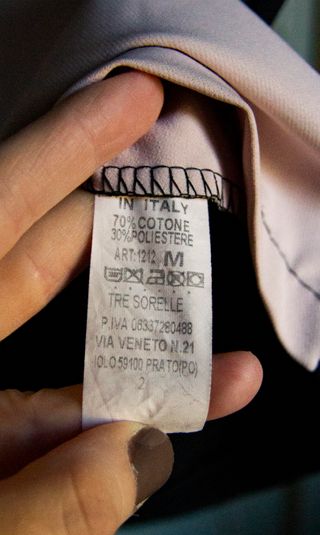 IN ITALY
70% COTONE
30% POLIESTERE
ART.1212 M
TRE SORELLE
P.IVA 06337280488
VIA VENETO N.21
IOLO 59100 PRATO(PO)
2